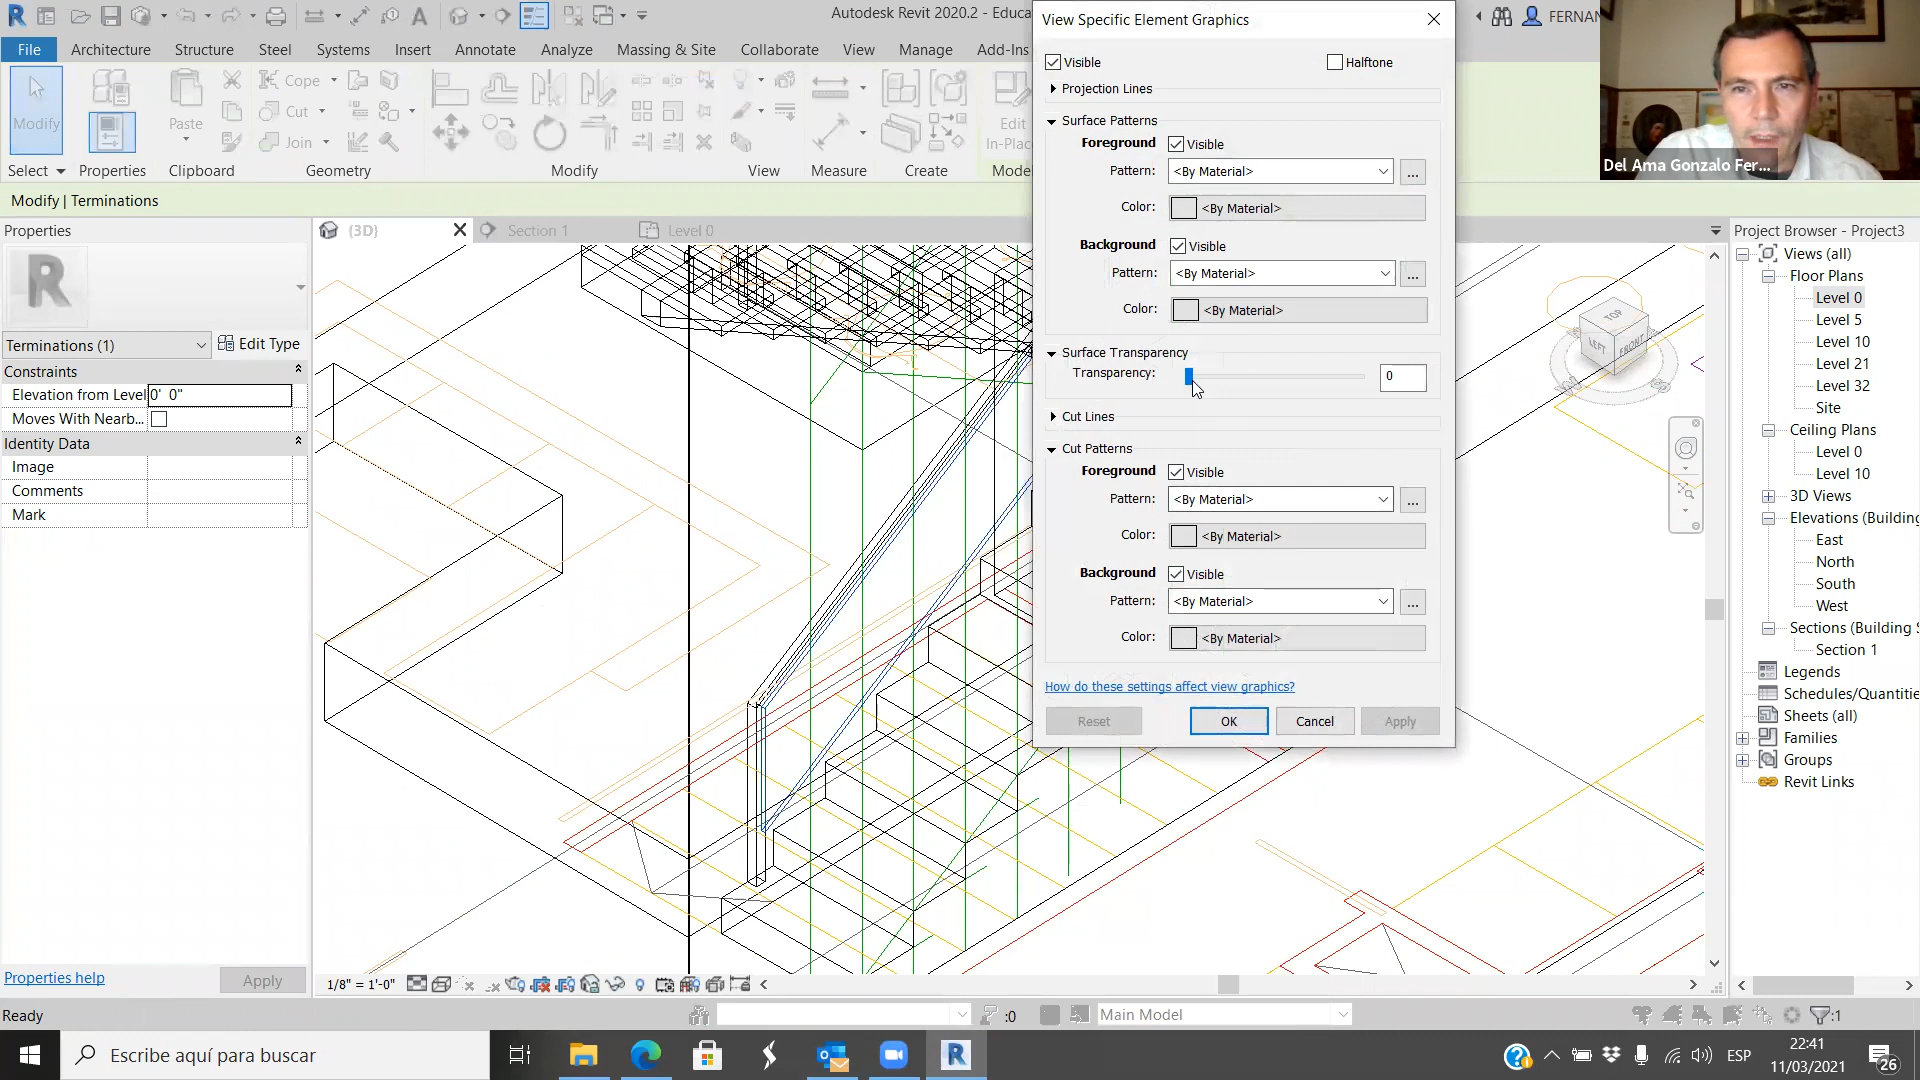 Autodesk Revit 2020.2 - Educa
FERNAN
File
Architecture
Structure
Steel
Systems
Insert
Annotate
Analyze
Massing & Site
Collaborate
View
Manage
Add-Ins
Modify
Paste
Cope
Cut
Join
Edit
In-Place
Select
Properties
Clipboard
Geometry
Modify
View
Measure
Create
Model
Modify | Terminations
Properties
{3D}
Section 1
Level 0
R
Terminations (1)
Edit Type
Constraints
Elevation from Level
0' 0"
Moves With Nearb...
Identity Data
Image
Comments
Mark
Properties help
Apply
View Specific Element Graphics
Visible
Halftone
Projection Lines
Surface Patterns
Foreground
Visible
Pattern:
<By Material>
...
Color:
<By Material>
Background
Visible
Pattern:
<By Material>
...
Color:
<By Material>
Surface Transparency
Transparency:
0
Cut Lines
Cut Patterns
Foreground
Visible
Pattern:
<By Material>
...
Color:
<By Material>
Background
Visible
Pattern:
<By Material>
...
Color:
<By Material>
How do these settings affect view graphics?
Reset
OK
Cancel
Apply
Del Ama Gonzalo Fer...
TOP
LEFT
FRONT
Project Browser - Project3
Views (all)
Floor Plans
Level 0
Level 5
Level 10
Level 21
Level 32
Site
Ceiling Plans
Level 0
Level 10
3D Views
Elevations (Building
East
North
South
West
Sections (Building S
Section 1
Legends
Schedules/Quantitie
Sheets (all)
Families
Groups
Revit Links
1/8" = 1'-0"
Ready
:0
Main Model
:1
Escribe aquí para buscar
ESP
22:41
11/03/2021
26